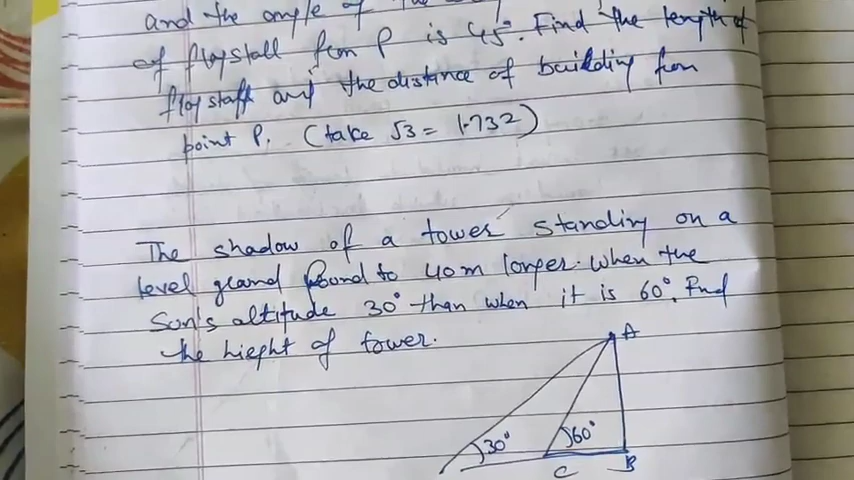 and the angle of the
of flagstaff from P is 45°. Find the length of
flagstaff and the distance of building from
point P. (take √3 = 1.732)
The shadow of a tower standing on a
level ground found to 40m longer when the
Sun's altitude 30° than when it is 60°. Find
the hieght of tower.
A
30° 60°
C B